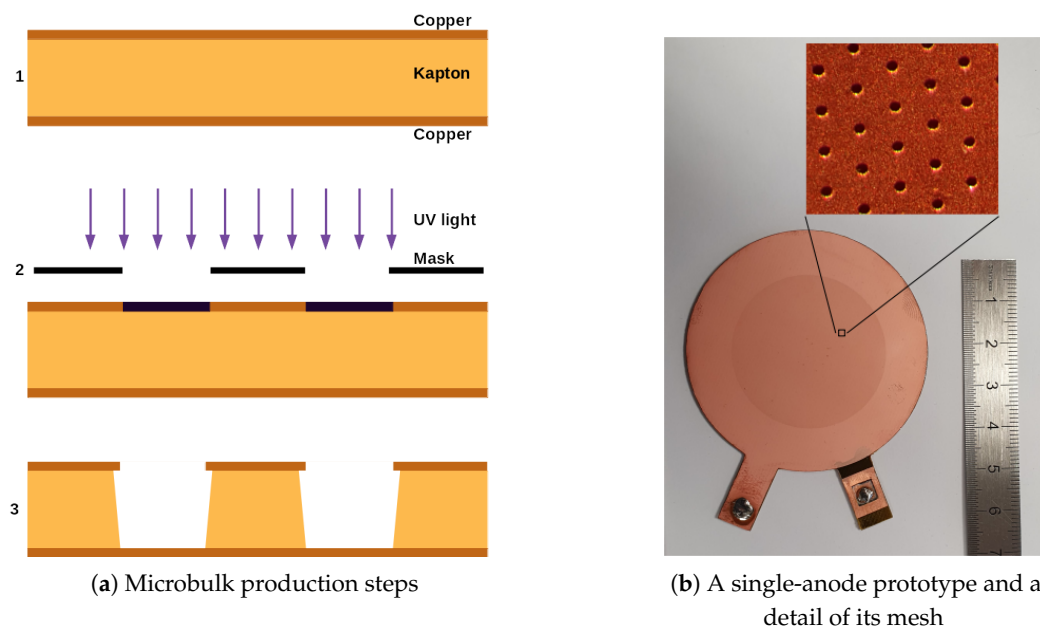 Copper
1
Kapton
Copper
UV light
Mask
2
3
1
2
3
4
5
6
7
(a) Microbulk production steps
(b) A single-anode prototype and a
detail of its mesh